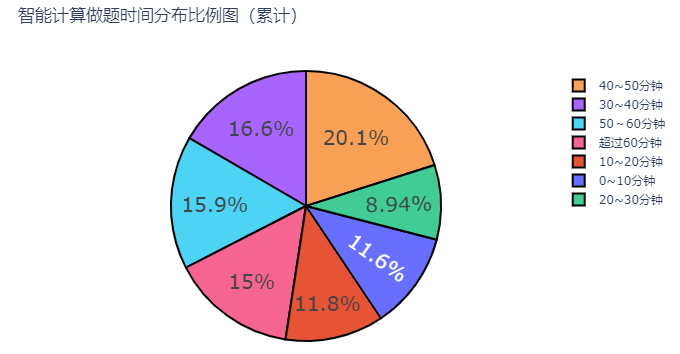 智能计算做题时间分布比例图（累计）
40~50分钟
30~40分钟
50～60分钟
超过60分钟
10~20分钟
0~10分钟
20~30分钟
16.6%
20.1%
15.9%
8.94%
11.6%
15%
11.8%